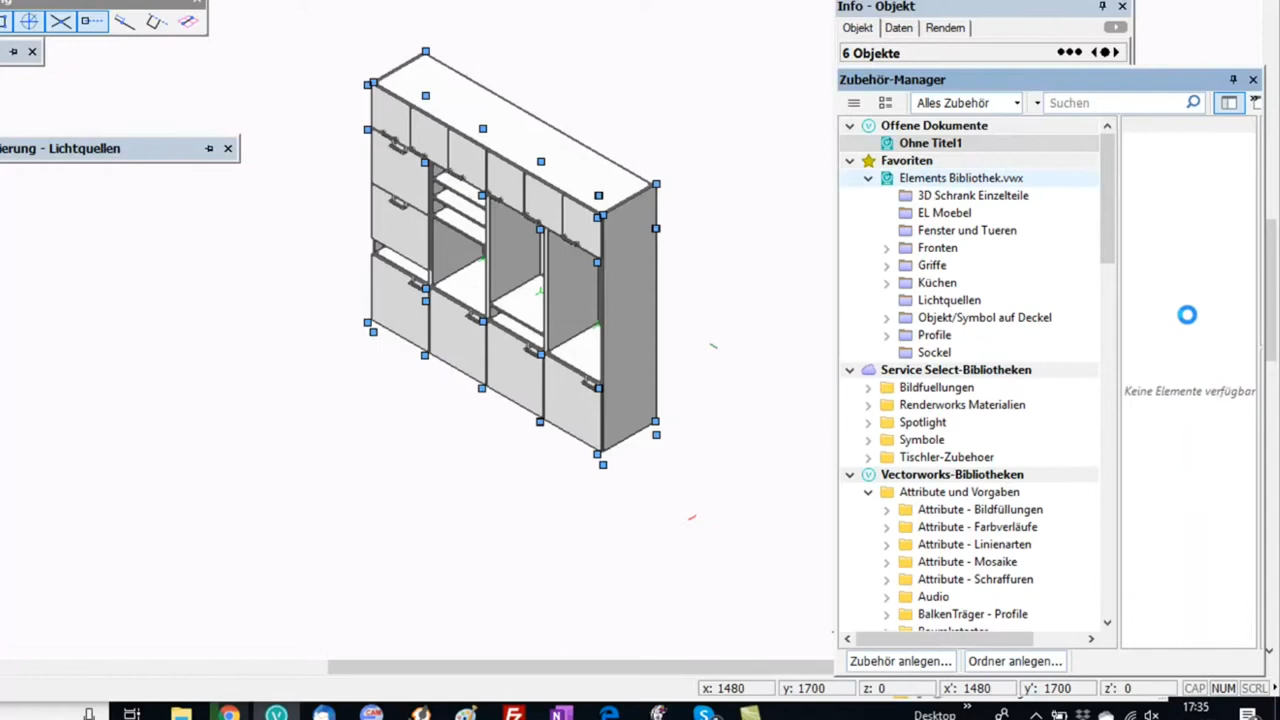 ng
Info - Objekt
Objekt Daten Rendern
6 Objekte
Zubehör-Manager
Alles Zubehör Suchen
ierung - Lichtquellen
Offene Dokumente
Ohne Titel1
Favoriten
Elements Bibliothek.vwx
3D Schrank Einzelteile
EL Moebel
Fenster und Tueren
Fronten
Griffe
Küchen
Lichtquellen
Objekt/Symbol auf Deckel
Profile
Sockel
Service Select-Bibliotheken
Bildfuellungen
Renderworks Materialien
Spotlight
Symbole
Tischler-Zubehoer
Vectorworks-Bibliotheken
Attribute und Vorgaben
Attribute - Bildfüllungen
Attribute - Farbverläufe
Attribute - Linienarten
Attribute - Mosaike
Attribute - Schraffuren
Audio
BalkenTräger - Profile
Keine Elemente verfügbar
Zubehör anlegen... Ordner anlegen...
x: 1480 y: 1700 z: 0 x': 1480 y': 1700 z': 0 CAP NUM SCRL
Desktop
17:35